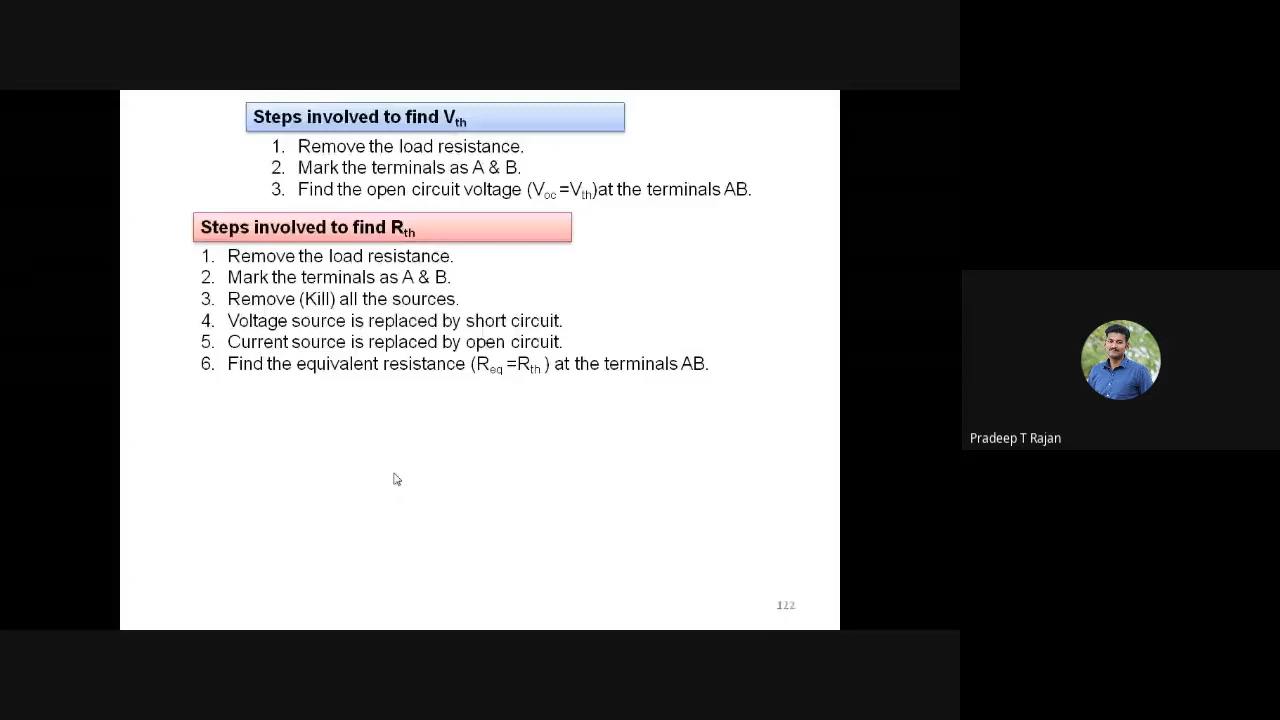 Steps involved to find Vth
1. Remove the load resistance.
2. Mark the terminals as A & B.
3. Find the open circuit voltage (Voc =Vth)at the terminals AB.
Steps involved to find Rth
1. Remove the load resistance.
2. Mark the terminals as A & B.
3. Remove (Kill) all the sources.
4. Voltage source is replaced by short circuit.
5. Current source is replaced by open circuit.
6. Find the equivalent resistance (Req =Rth ) at the terminals AB.
122
Pradeep T Rajan